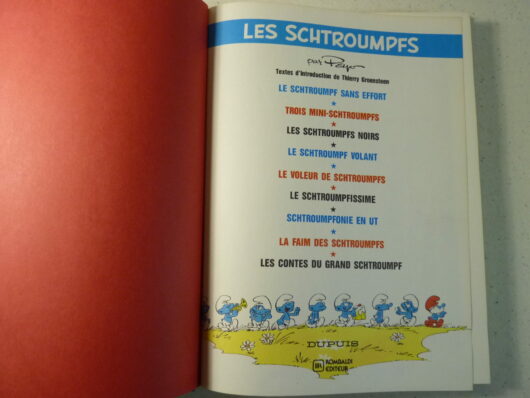 LES SCHTROUMPFS
par Peyo
Textes d'Introduction de Thierry Groensteen
LE SCHTROUMPF SANS EFFORT
TROIS MINI-SCHTROUMPFS
LES SCHTROUMPFS NOIRS
LE SCHTROUMPF VOLANT
LE VOLEUR DE SCHTROUMPFS
LE SCHTROUMPFISSIME
SCHTROUMPFONIE EN UT
LA FAIM DES SCHTROUMPFS
LES CONTES DU GRAND SCHTROUMPF
DUPUIS
ROMBALDI
EDITEUR